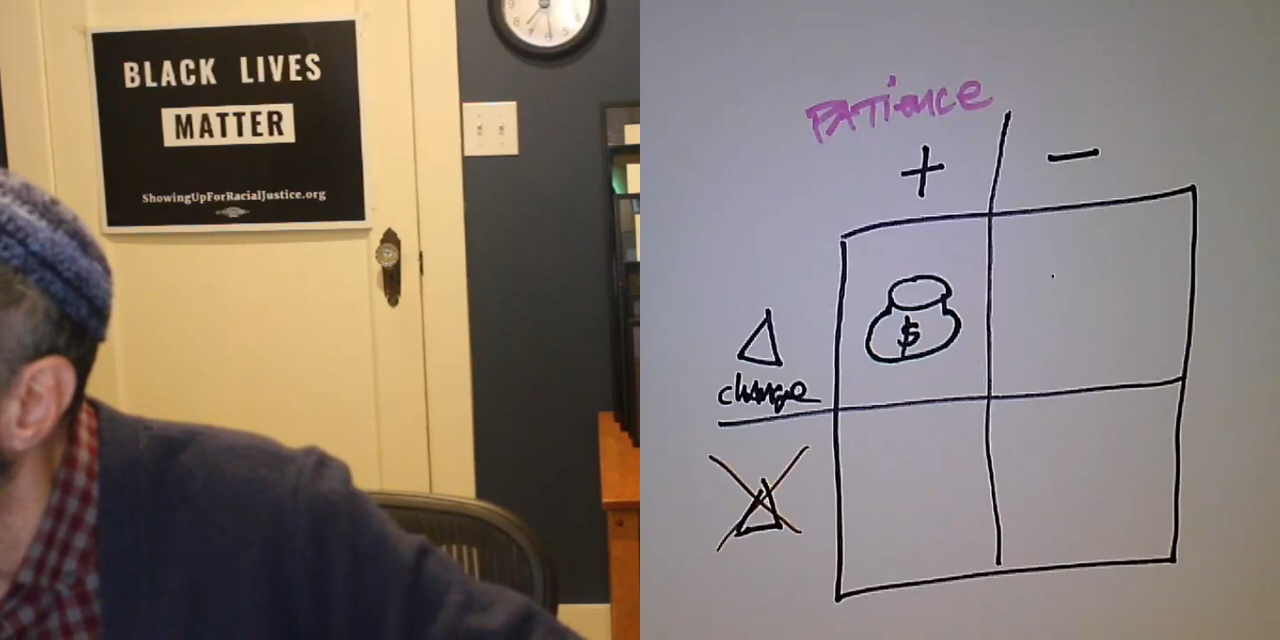 BLACK LIVES
MATTER
ShowingUpForRacialJustice.org
PATience
+ -
$
Δ
change
Δ